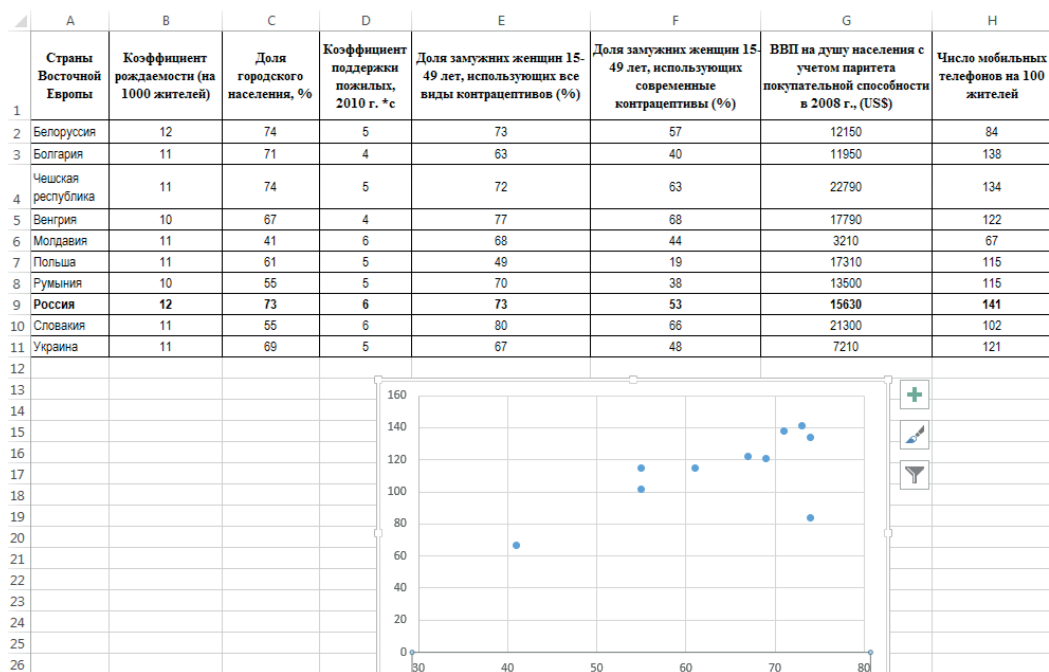 A B C D E F G H
Страны Восточной Европы Коэффициент рождаемости (на 1000 жителей) Доля городского населения, % Коэффициент поддержки пожилых, 2010 г. *с Доля замужних женщин 15-49 лет, использующих все виды контрацептивов (%) Доля замужних женщин 15-49 лет, использующих современные контрацептивы (%) ВВП на душу населения с учетом паритета покупательной способности в 2008 г., (US$) Число мобильных телефонов на 100 жителей
1
2 Белоруссия 12 74 5 73 57 12150 84
3 Болгария 11 71 4 63 40 11950 138
4 Чешская республика 11 74 5 72 63 22790 134
5 Венгрия 10 67 4 77 68 17790 122
6 Молдавия 11 41 6 68 44 3210 67
7 Польша 11 61 5 49 19 17310 115
8 Румыния 10 55 5 70 38 13500 115
9 Россия 12 73 6 73 53 15630 141
10 Словакия 11 55 6 80 66 21300 102
11 Украина 11 69 5 67 48 7210 121
12
13
14
15
16
17
18
19
20
21
22
23
24
25
26
160
140
120
100
80
60
40
20
0
30 40 50 60 70 80